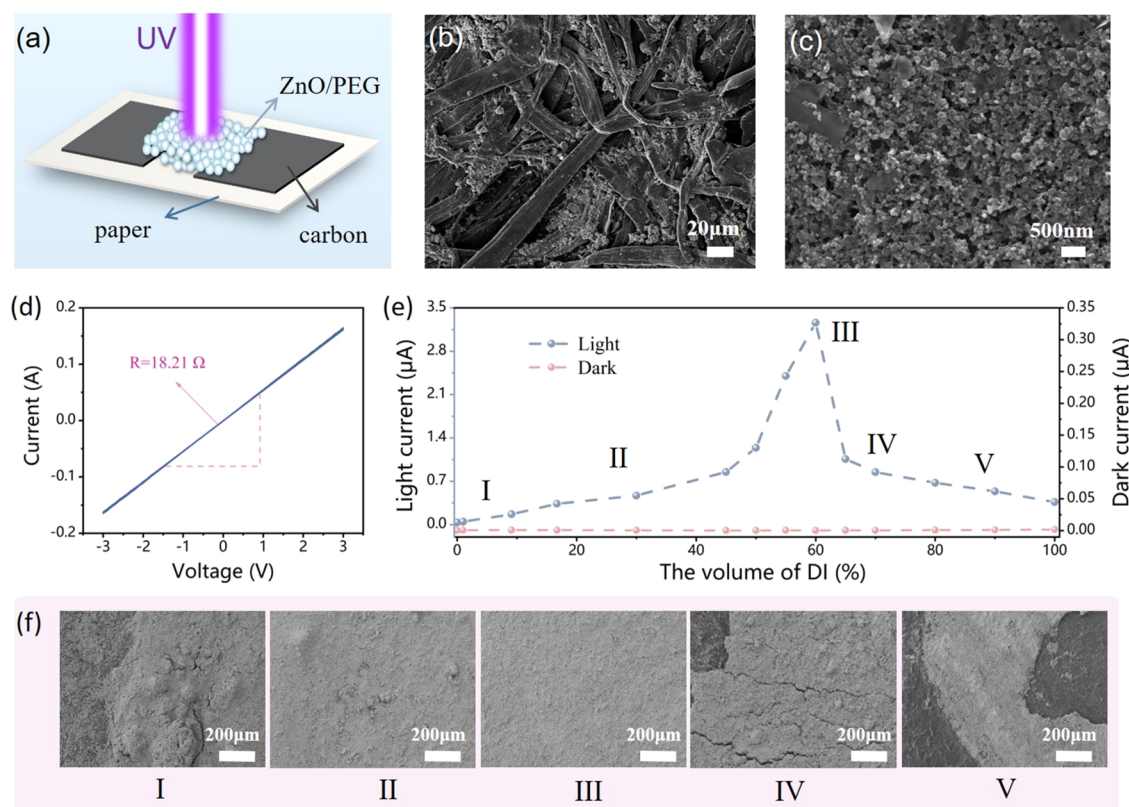 (a)
UV
ZnO/PEG
paper
carbon
(b)
20μm
(c)
500nm
(d)
0.2
0.1
0.0
-0.1
-0.2
Current (A)
R=18.21 Ω
-3 -2 -1 0 1 2 3
Voltage (V)
(e)
3.5
2.8
2.1
1.4
0.7
0.0
Light current (μA)
Light
Dark
I
II
III
IV
V
0.35
0.30
0.25
0.20
0.15
0.10
0.05
0.00
Dark current (uA)
0 20 40 60 80 100
The volume of DI (%)
(f)
200μm
200μm
200μm
200μm
200μm
I II III IV V